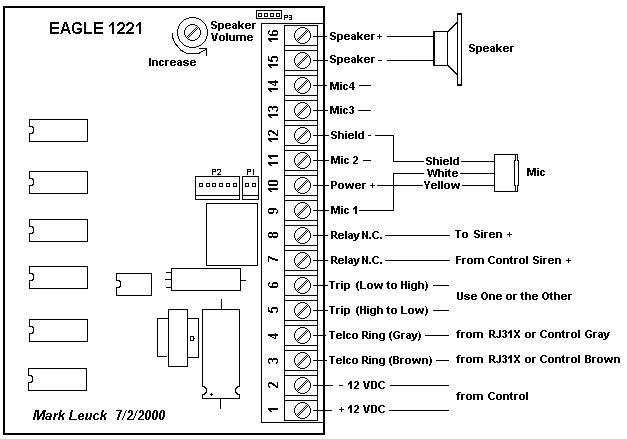 EAGLE 1221
Speaker
Volume
Increase
P3
P2
P1
16 Speaker + Speaker
15 Speaker -
14 Mic4
13 Mic3
12 Shield - Shield
11 Mic 2 White
10 Power + Yellow Mic
9 Mic 1
8 Relay N.C. To Siren +
7 Relay N.C. From Control Siren +
6 Trip (Low to High)
Use One or the Other
5 Trip (High to Low)
4 Telco Ring (Gray) from RJ31X or Control Gray
3 Telco Ring (Brown) from RJ31X or Control Brown
2 - 12 VDC
from Control
1 + 12 VDC
Mark Leuck 7/2/2000